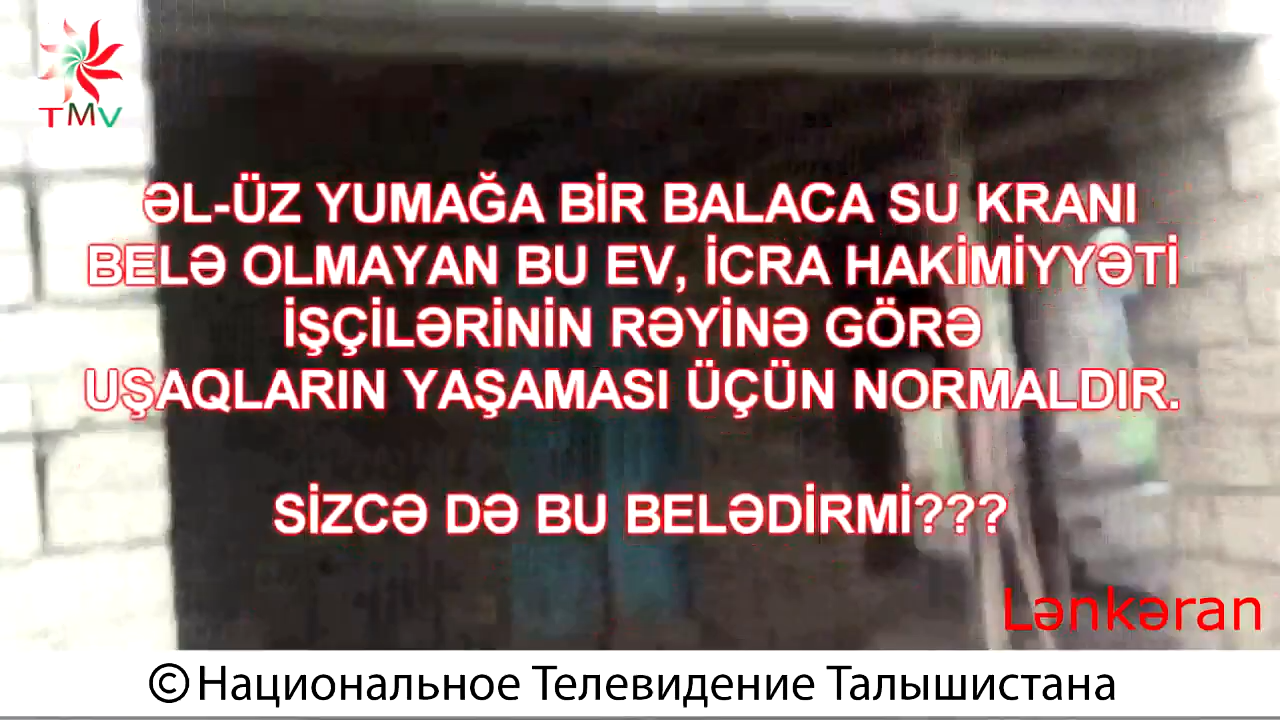 TMV
ƏL-ÜZ YUMAĞA BİR BALACA SU KRANI
BELƏ OLMAYAN BU EV, İCRA HAKİMİYYƏTİ
İŞÇİLƏRİNİN RƏYİNƏ GÖRƏ
UŞAQLARIN YAŞAMASI ÜÇÜN NORMALDIR.
SİZCƏ DƏ BU BELƏDİRMİ???
Lənkəran
©Национальное Телевидение Талышистана